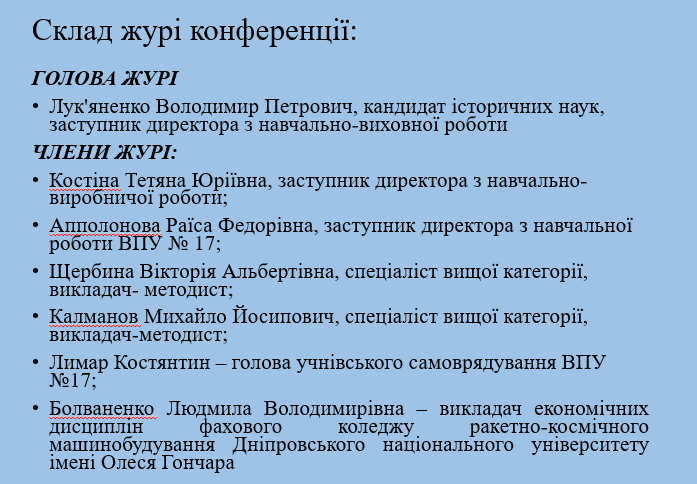 Склад журі конференції:
ГОЛОВА ЖУРІ
• Лук'яненко Володимир Петрович, кандидат історичних наук,
заступник директора з навчально-виховної роботи
ЧЛЕНИ ЖУРІ:
• Костіна Тетяна Юріївна, заступник директора з навчально-
виробничої роботи;
• Апполонова Раїса Федорівна, заступник директора з навчальної
роботи ВПУ № 17;
• Щербина Вікторія Альбертівна, спеціаліст вищої категорії,
викладач- методист;
• Калманов Михайло Йосипович, спеціаліст вищої категорії,
викладач-методист;
• Лимар Костянтин – голова учнівського самоврядування ВПУ
№17;
• Болваненко Людмила Володимирівна – викладач економічних
дисциплін фахового коледжу ракетно-космічного
машинобудування Дніпровського національного університету
імені Олеся Гончара